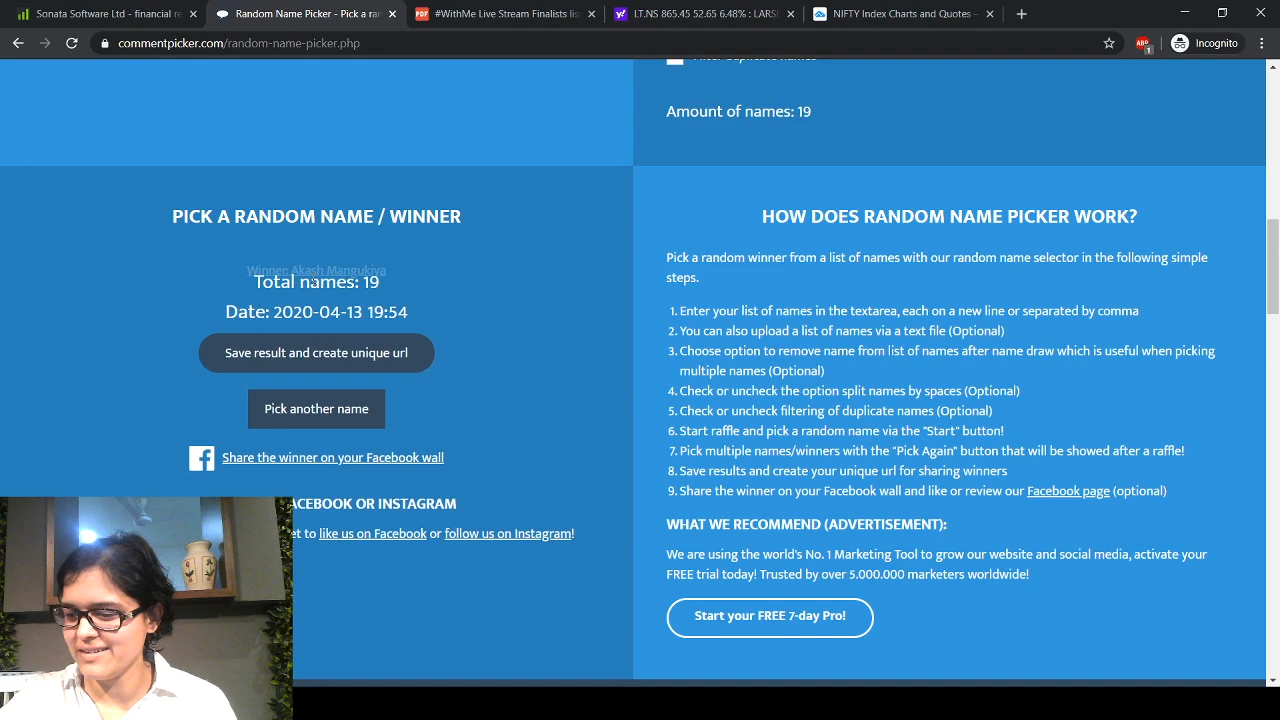 Sonata Software Ltd - financial re
Random Name Picker - Pick a ran
#WithMe Live Stream Finalists lis
LT.NS 865.45 52.65 6.48% : LARSE
NIFTY Index Charts and Quotes —
commentpicker.com/random-name-picker.php
ABP
1
Incognito
Amount of names: 19
PICK A RANDOM NAME / WINNER
Winner: Akash Mangukiya
Total names: 19
Date: 2020-04-13 19:54
Save result and create unique url
Pick another name
Share the winner on your Facebook wall
ACEBOOK OR INSTAGRAM
et to like us on Facebook or follow us on Instagram!
HOW DOES RANDOM NAME PICKER WORK?
Pick a random winner from a list of names with our random name selector in the following simple
steps.
1. Enter your list of names in the textarea, each on a new line or separated by comma
2. You can also upload a list of names via a text file (Optional)
3. Choose option to remove name from list of names after name draw which is useful when picking
multiple names (Optional)
4. Check or uncheck the option split names by spaces (Optional)
5. Check or uncheck filtering of duplicate names (Optional)
6. Start raffle and pick a random name via the "Start" button!
7. Pick multiple names/winners with the "Pick Again" button that will be showed after a raffle!
8. Save results and create your unique url for sharing winners
9. Share the winner on your Facebook wall and like or review our Facebook page (optional)
WHAT WE RECOMMEND (ADVERTISEMENT):
We are using the world's No. 1 Marketing Tool to grow our website and social media, activate your
FREE trial today! Trusted by over 5.000.000 marketers worldwide!
Start your FREE 7-day Pro!